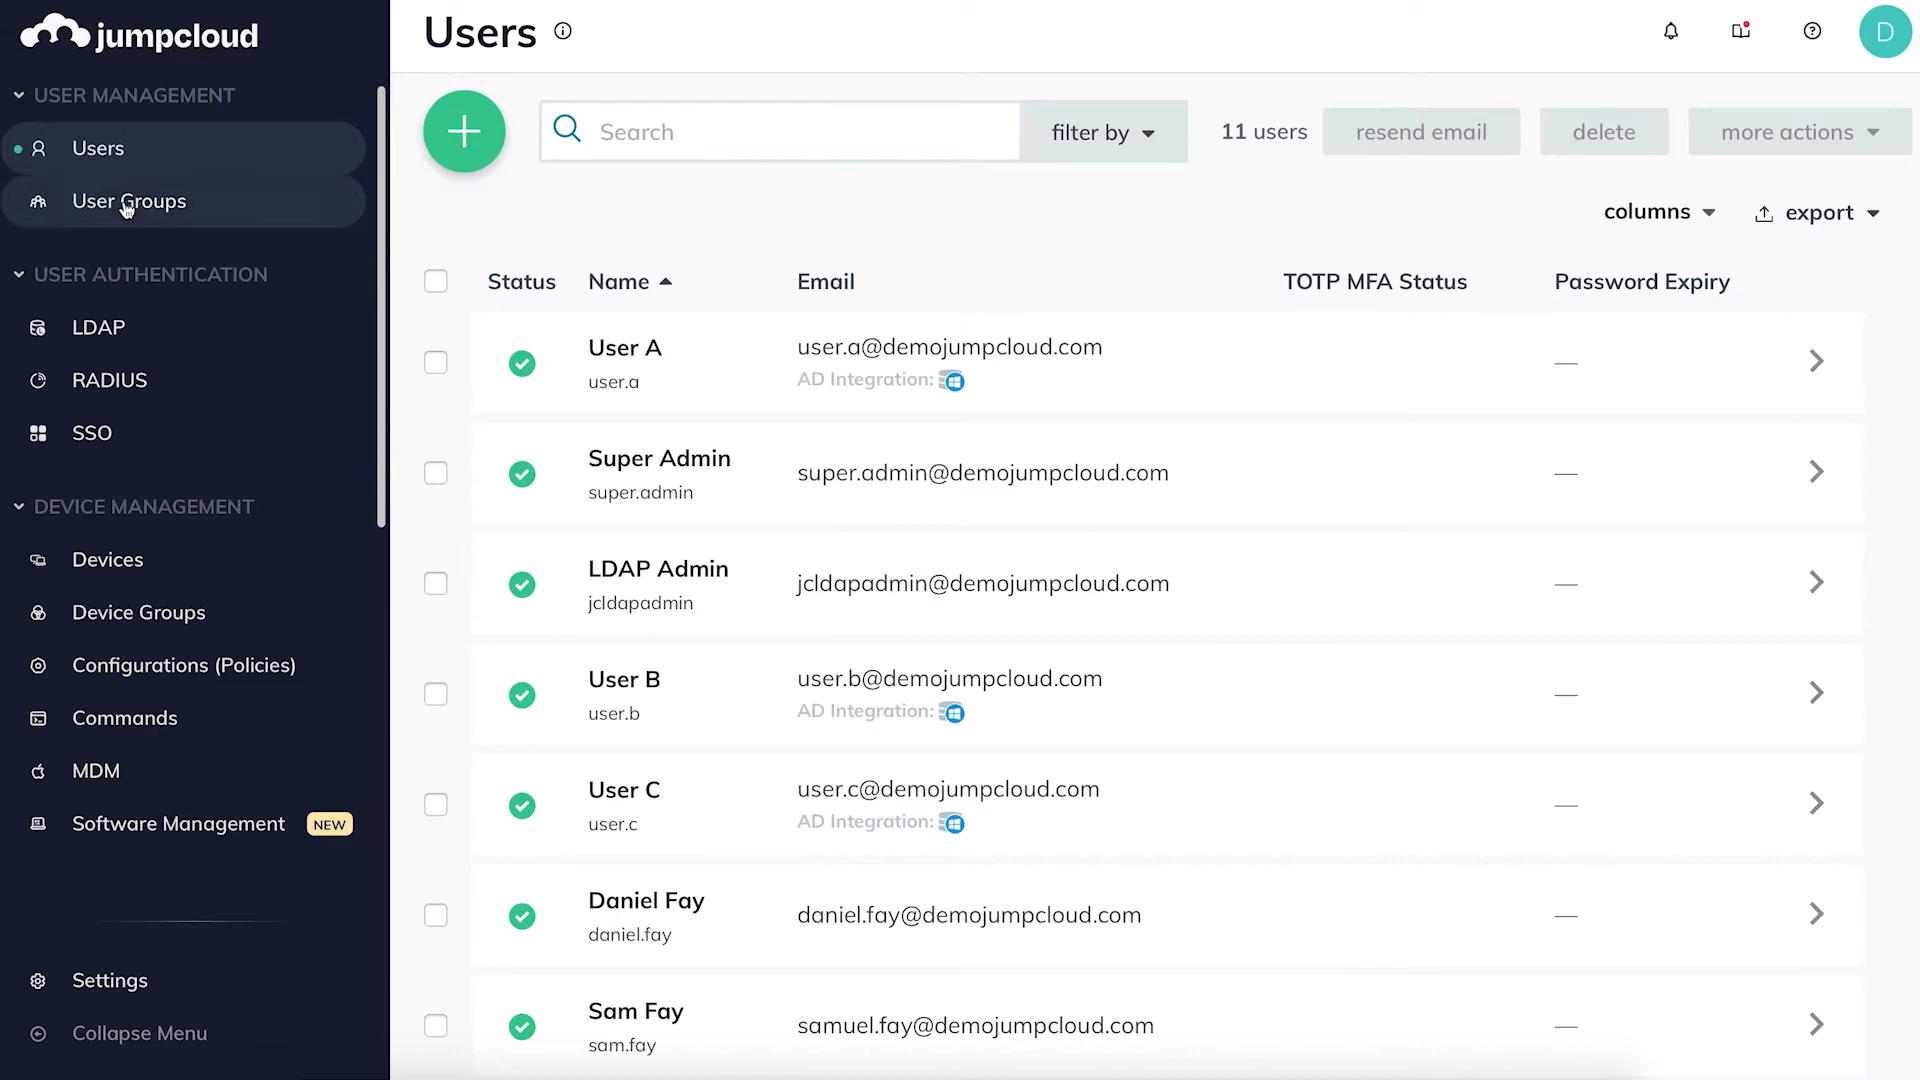 jumpcloud
USER MANAGEMENT
Users
User Groups
USER AUTHENTICATION
LDAP
RADIUS
SSO
DEVICE MANAGEMENT
Devices
Device Groups
Configurations (Policies)
Commands
MDM
Software Management NEW
Settings
Collapse Menu
Users
D
Search
filter by
11 users
resend email
delete
more actions
columns
export
Status Name Email TOTP MFA Status Password Expiry
User A user.a@demojumpcloud.com —
user.a AD Integration:
Super Admin super.admin@demojumpcloud.com —
super.admin
LDAP Admin jcldapadmin@demojumpcloud.com —
jcldapadmin
User B user.b@demojumpcloud.com —
user.b AD Integration:
User C user.c@demojumpcloud.com —
user.c AD Integration:
Daniel Fay daniel.fay@demojumpcloud.com —
daniel.fay
Sam Fay samuel.fay@demojumpcloud.com —
sam.fay